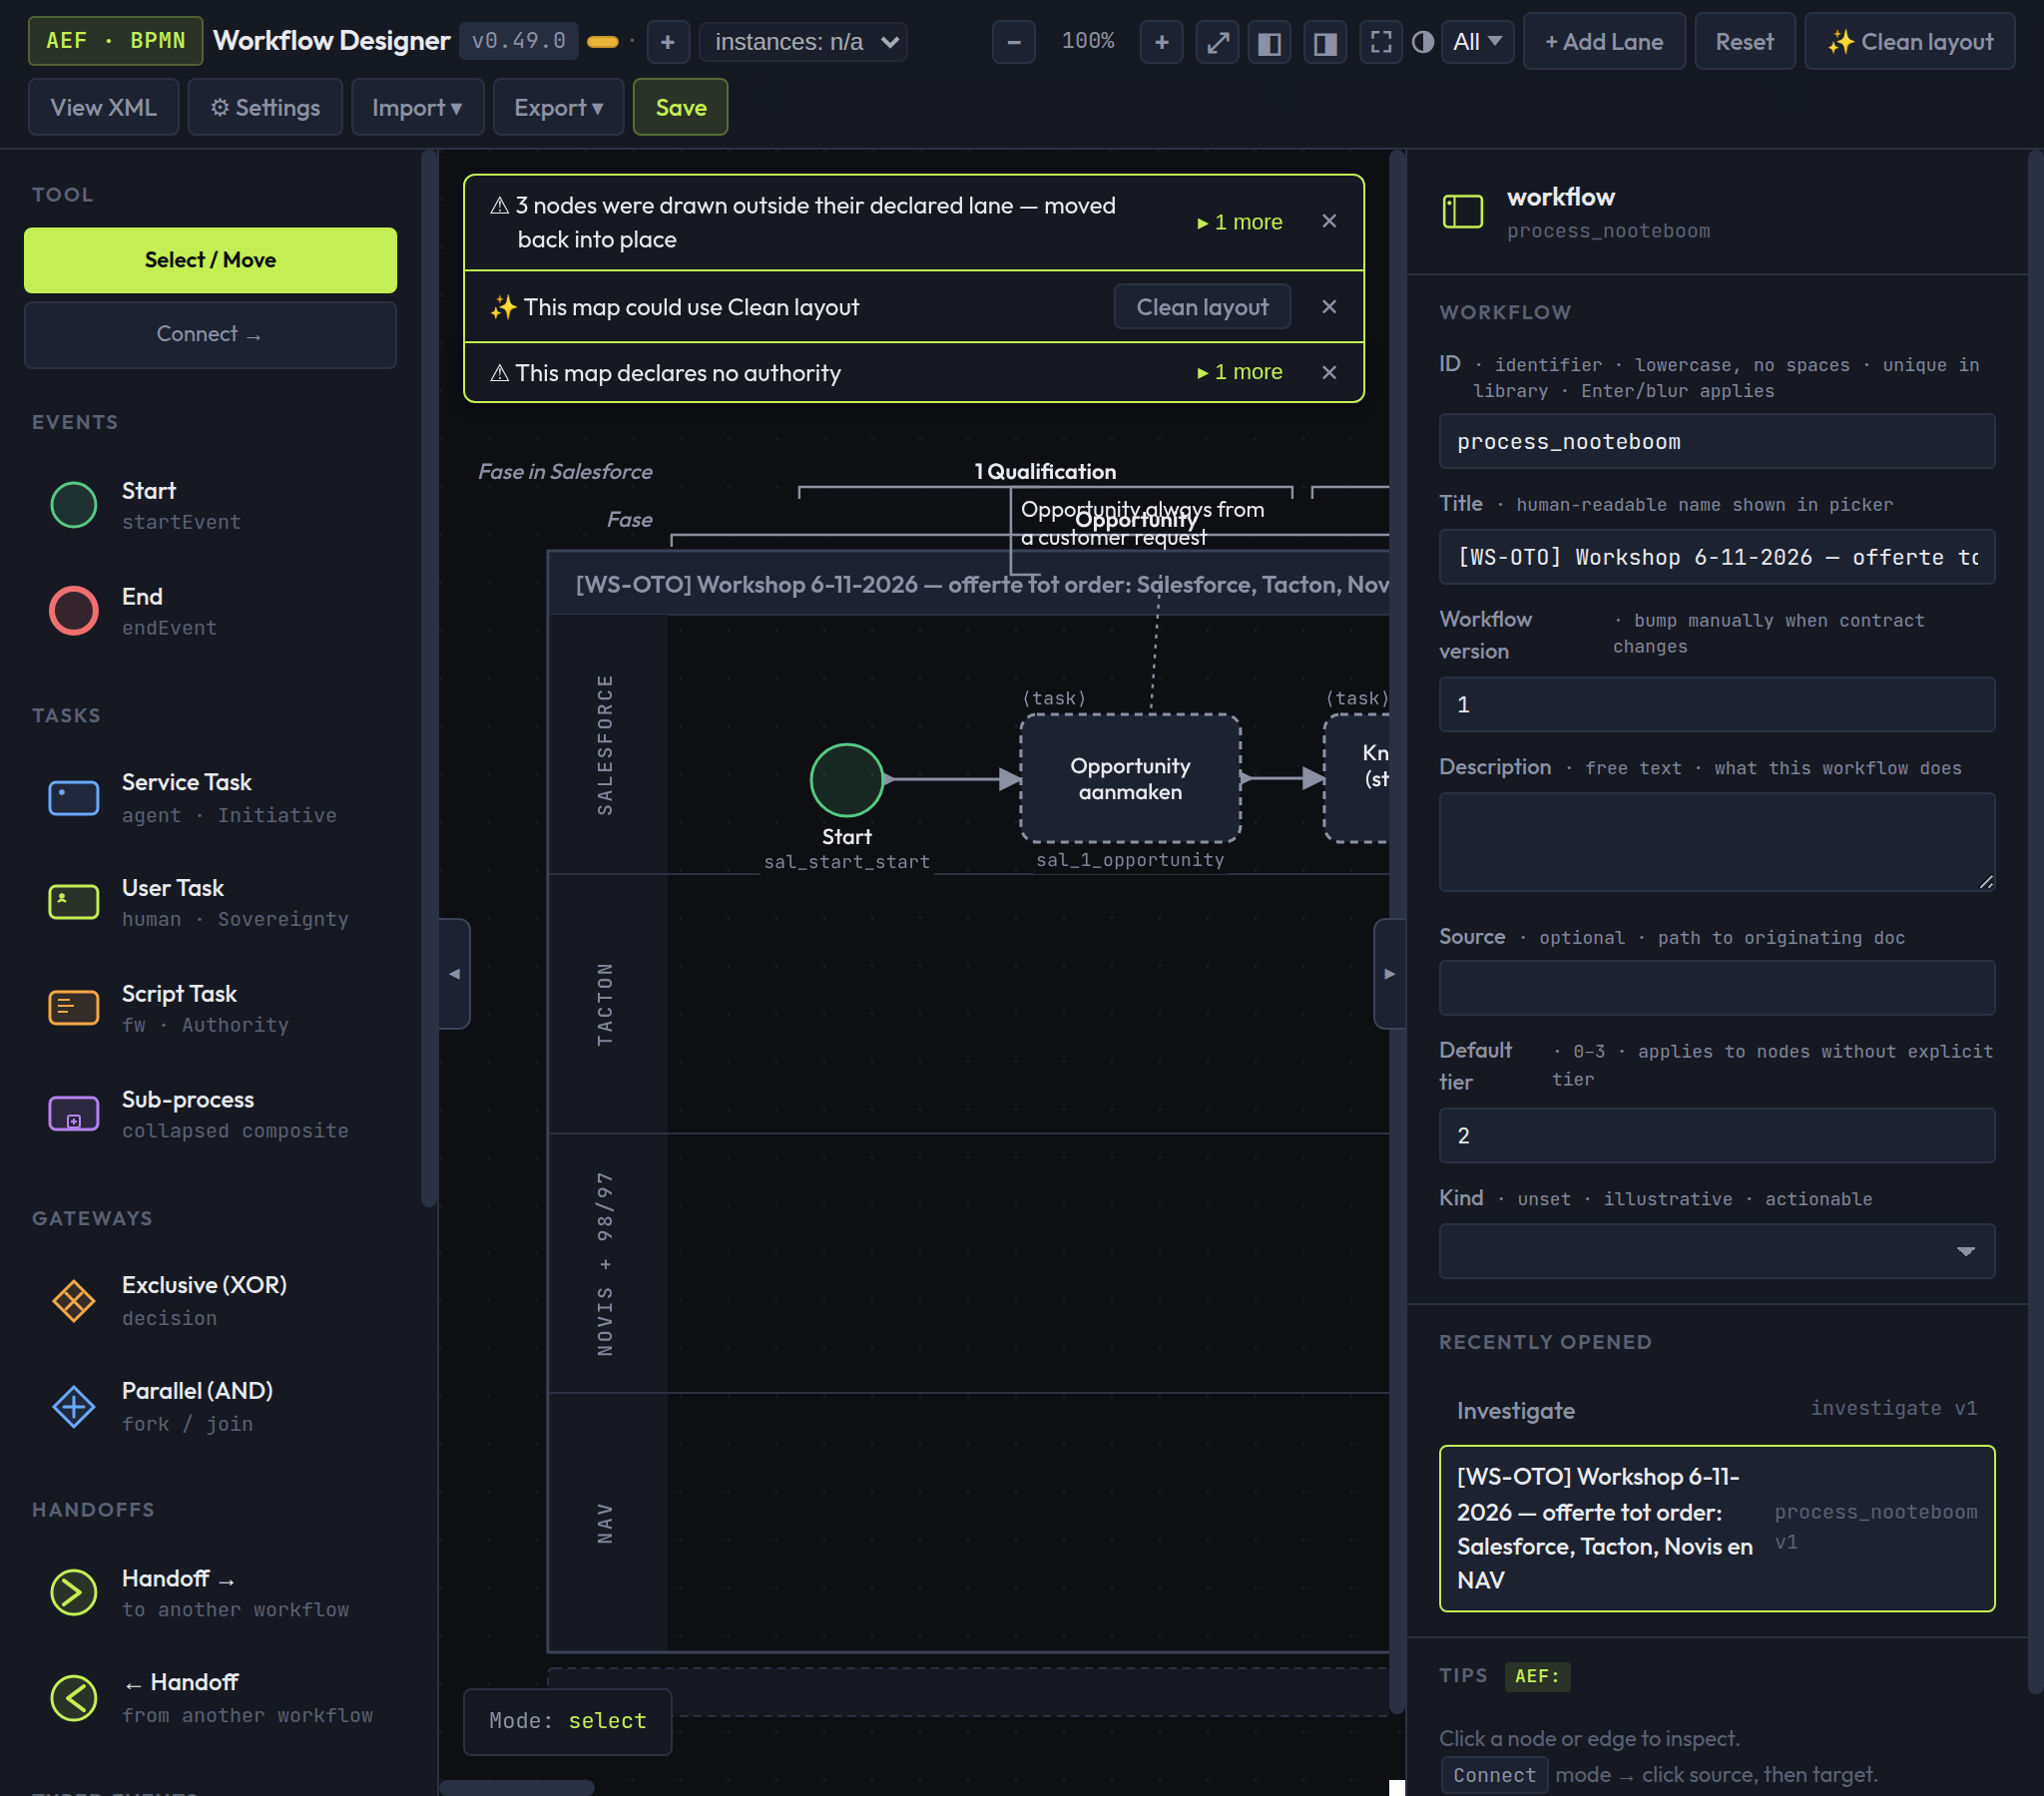 AEF · BPMN Workflow Designer v0.49.0 · + instances: n/a − 100% + All + Add Lane Reset ✨ Clean layout
View XML ⚙ Settings Import ▾ Export ▾ Save
TOOL
Select / Move
Connect →
EVENTS
Start
startEvent
End
endEvent
TASKS
Service Task
agent · Initiative
User Task
human · Sovereignty
Script Task
fw · Authority
Sub-process
collapsed composite
GATEWAYS
Exclusive (XOR)
decision
Parallel (AND)
fork / join
HANDOFFS
Handoff →
to another workflow
← Handoff
from another workflow
⚠ 3 nodes were drawn outside their declared lane — moved
back into place
▸ 1 more ✕
✨ This map could use Clean layout Clean layout ✕
⚠ This map declares no authority ▸ 1 more ✕
Fase in Salesforce 1 Qualification
Opportunity always from
Fase Opportunity
a customer request
[WS-OTO] Workshop 6-11-2026 — offerte tot order: Salesforce, Tacton, Nov
SALESFORCE
⟨task⟩ ⟨task⟩
Opportunity
aanmaken
Kn
(st
Start
sal_start_start
sal_1_opportunity
TACTON
NOVIS + 98/97
NAV
Mode: select
workflow
process_nooteboom
WORKFLOW
ID · identifier · lowercase, no spaces · unique in
library · Enter/blur applies
process_nooteboom
Title · human-readable name shown in picker
[WS-OTO] Workshop 6-11-2026 — offerte to
Workflow · bump manually when contract
version changes
1
Description · free text · what this workflow does
Source · optional · path to originating doc
Default · 0–3 · applies to nodes without explicit
tier tier
2
Kind · unset · illustrative · actionable
RECENTLY OPENED
Investigate investigate v1
[WS-OTO] Workshop 6-11-
2026 — offerte tot order:
Salesforce, Tacton, Novis en
NAV
process_nooteboom
v1
TIPS AEF:
Click a node or edge to inspect.
Connect mode → click source, then target.